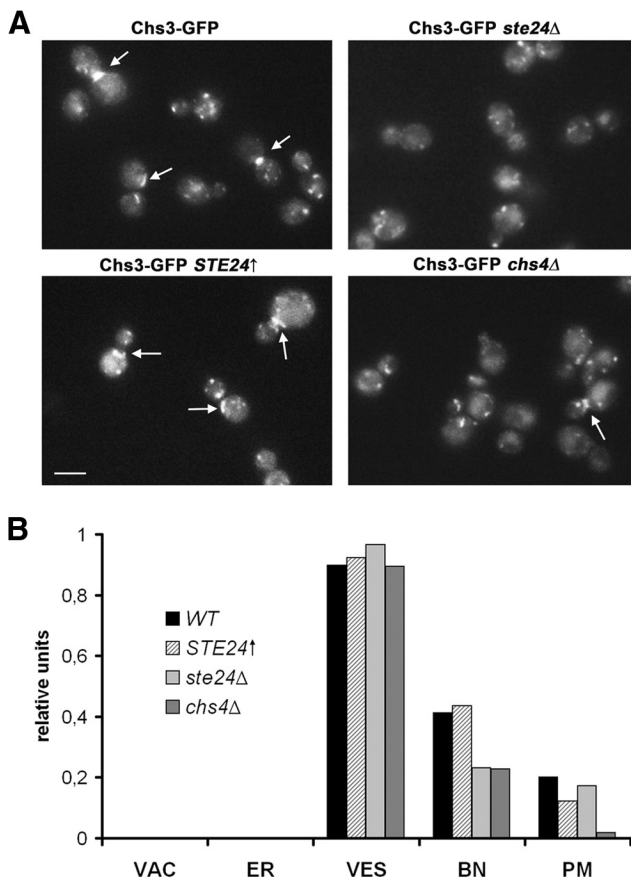 A
Chs3-GFP
Chs3-GFP ste24Δ
Chs3-GFP STE24↑
Chs3-GFP chs4Δ
B
relative units
1
0,8
0,6
0,4
0,2
0
WT
STE24↑
ste24Δ
chs4Δ
VAC ER VES BN PM